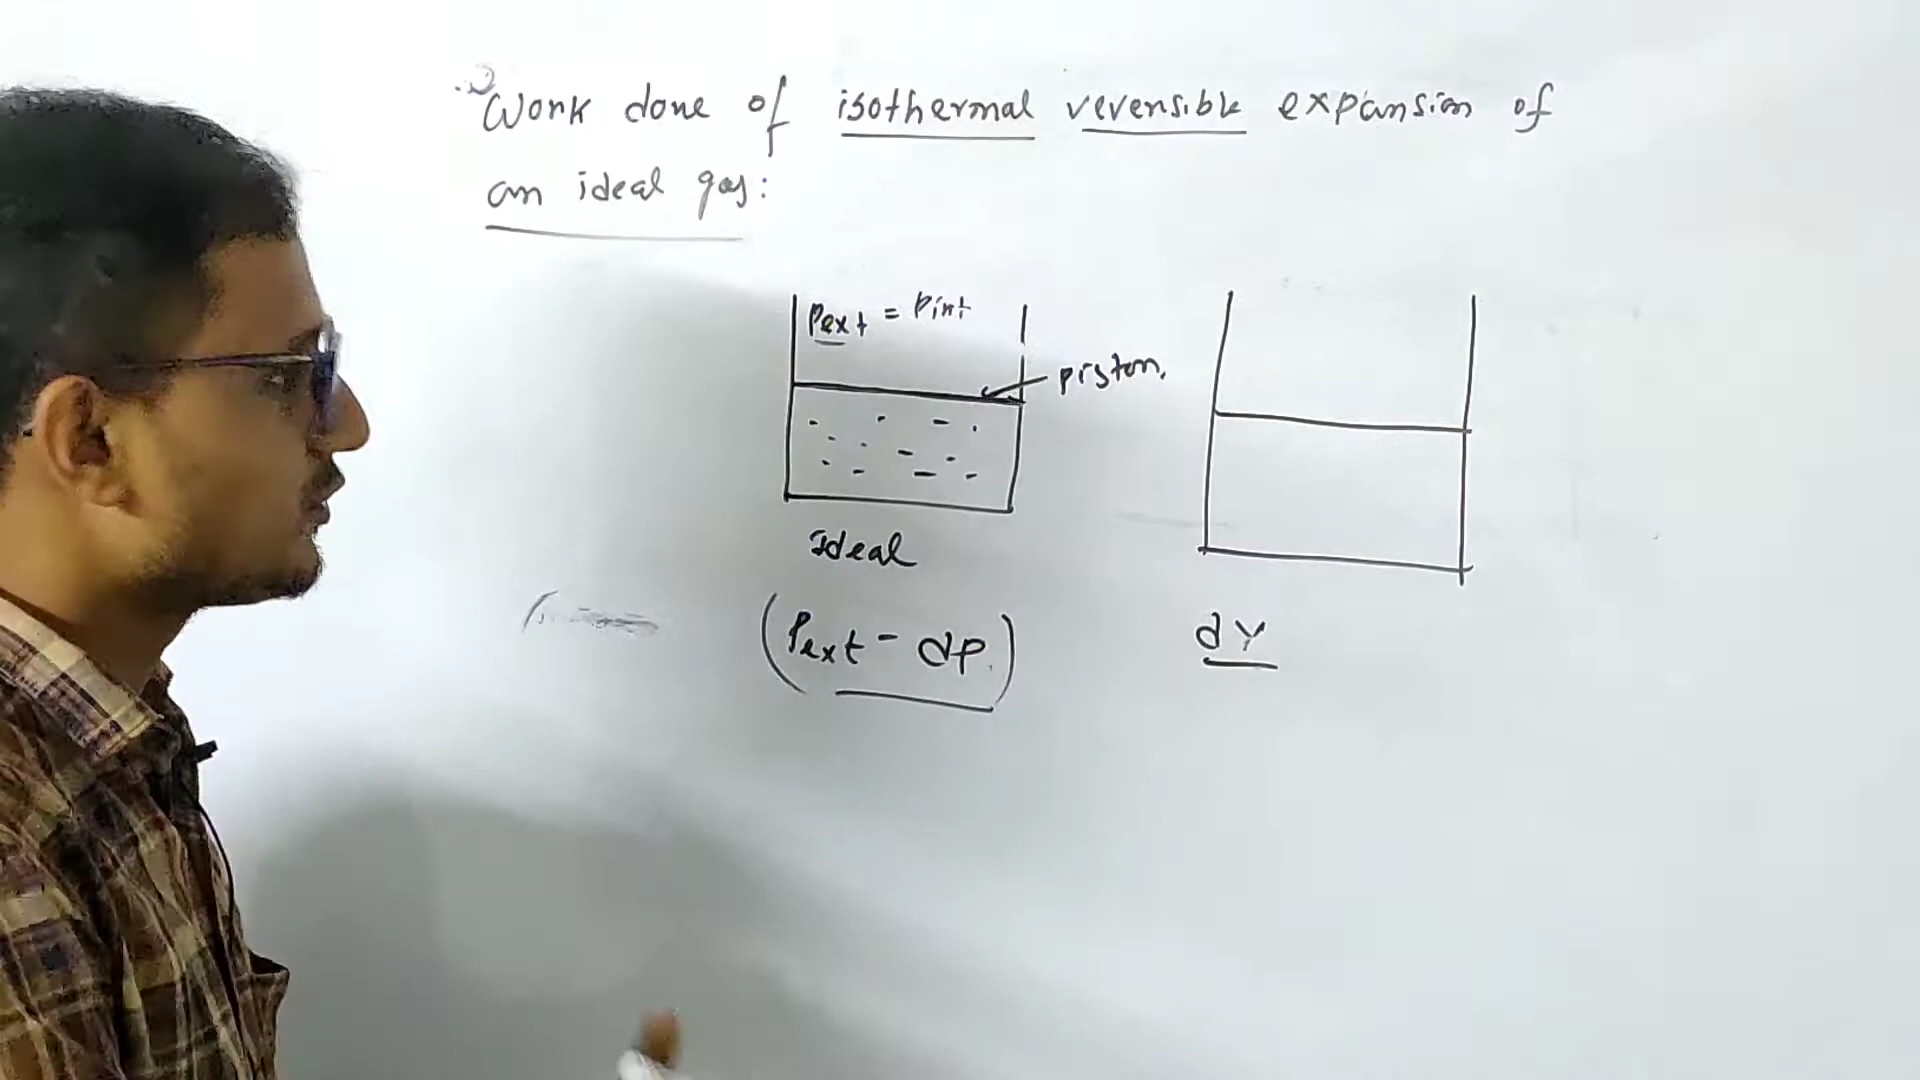 Work done of isothermal reversible expansion of
an ideal gas:
Pext = Pint
piston.
Ideal
(Pext - dP.)
dV